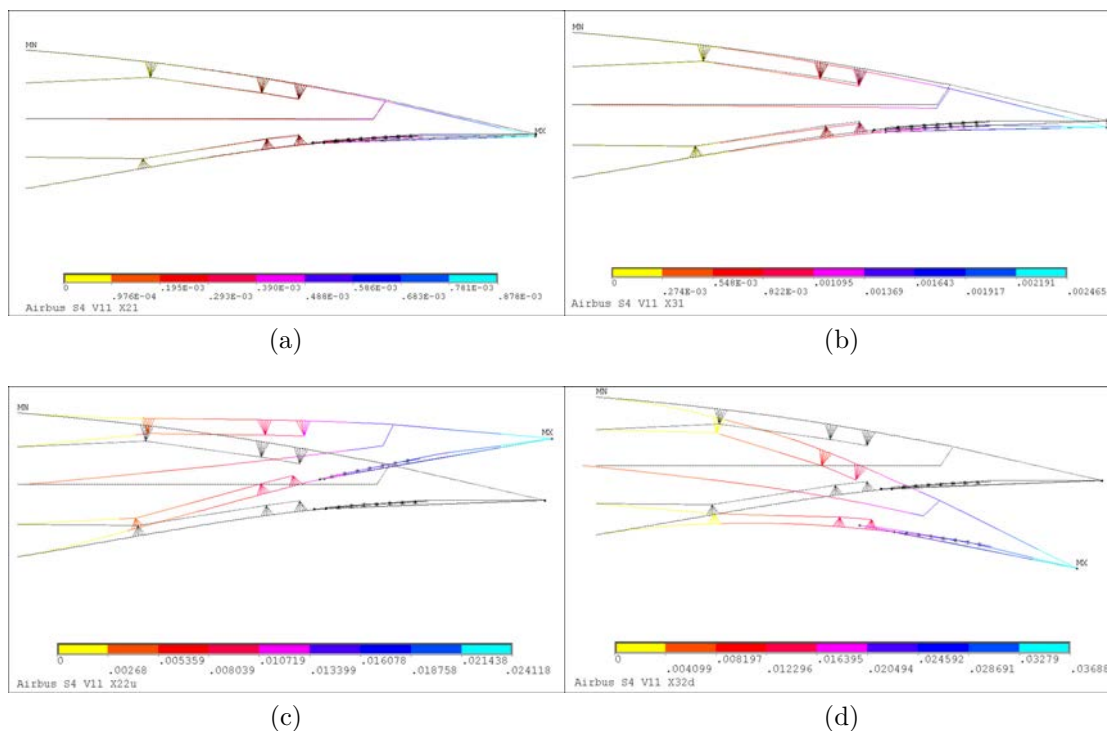 MN
MX
0 .195E-03 .390E-03 .586E-03 .781E-03
.976E-04 .293E-03 .488E-03 .683E-03 .878E-03
Airbus S4 V11 X21
(a)
MN
0 .548E-03 .001095 .001643 .002191
.274E-03 .822E-03 .001369 .001917 .002465
Airbus S4 V11 X31
(b)
MN
MX
0 .005359 .010719 .016078 .021438
.00268 .008039 .013399 .018758 .024118
Airbus S4 V11 X22u
(c)
MN
MX
0 .008197 .016395 .024592 .03279
.004099 .012296 .020494 .028691 .03688
Airbus S4 V11 X32d
(d)